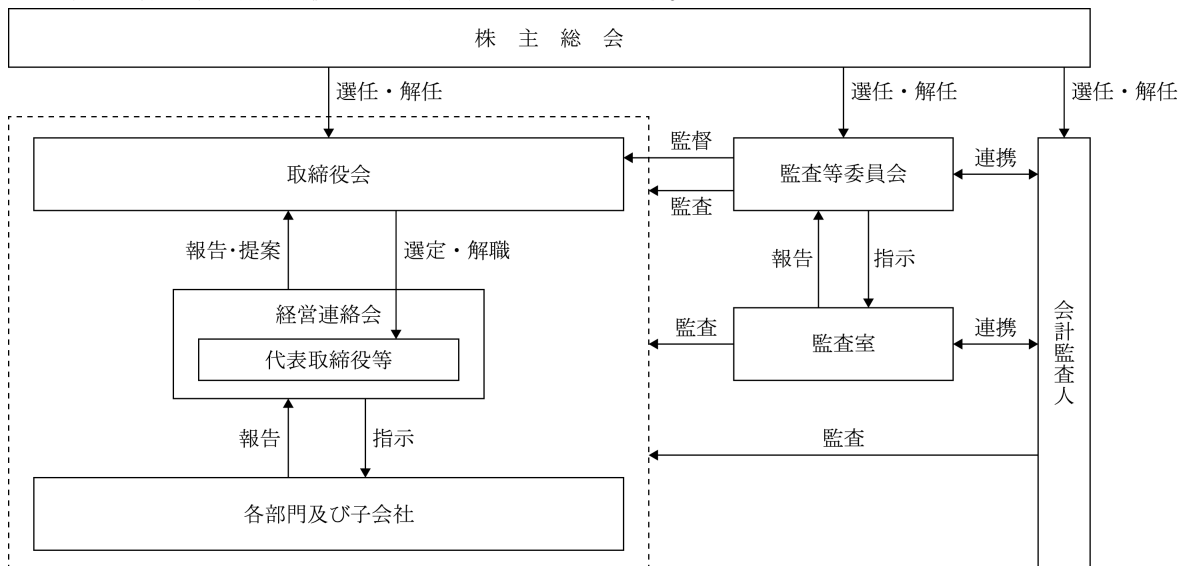 株主総会
選任・解任
選任・解任
選任・解任
取締役会
監督
監査
監査等委員会
連携
報告・提案
選定・解職
報告
指示
経営連絡会
代表取締役等
監査
監査室
連携
会計監査人
報告
指示
監査
各部門及び子会社